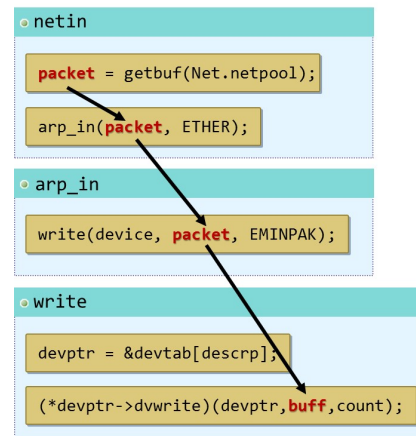 netin
packet = getbuf(Net.netpool);
arp_in(packet, ETHER);
arp_in
write(device, packet, EMINPAK);
write
devptr = &devtab[descrp];
(*devptr->dvwrite)(devptr,buff,count);